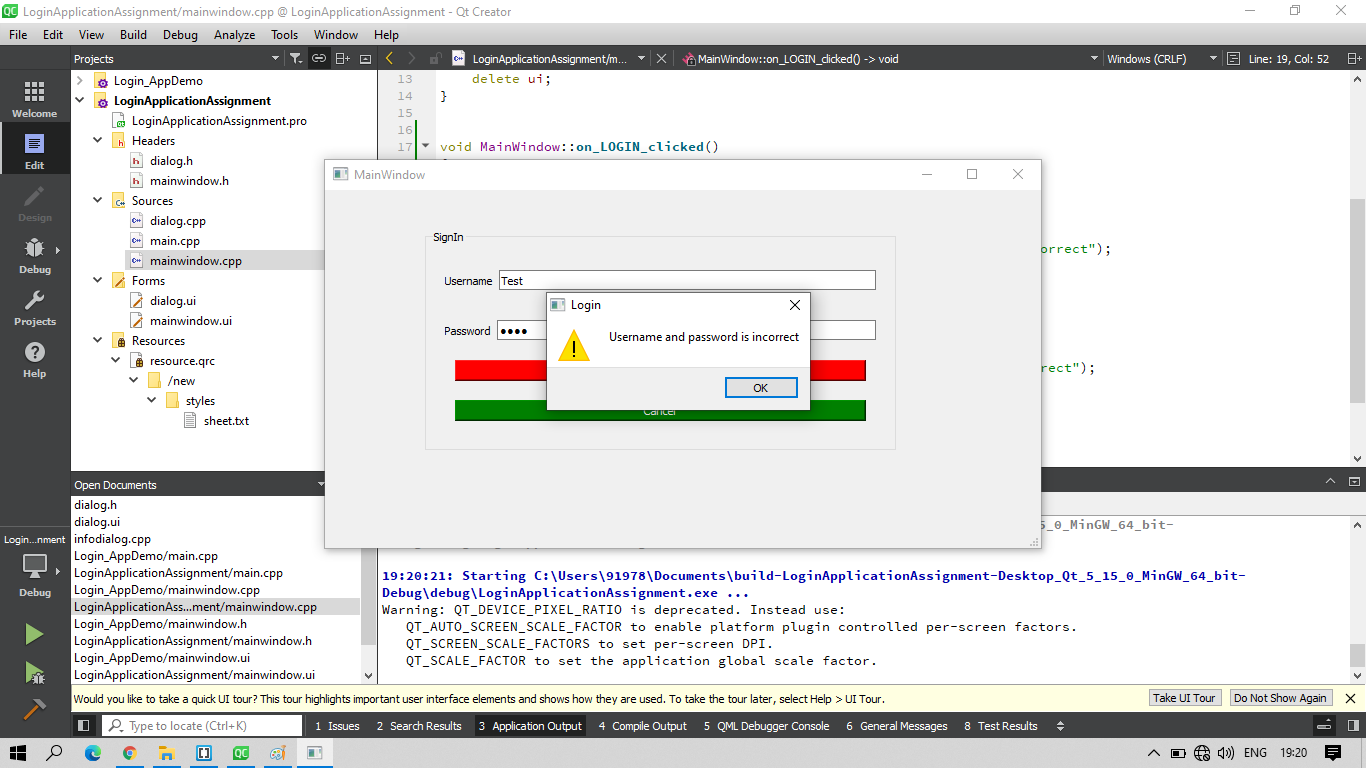 LoginApplicationAssignment/mainwindow.cpp @ LoginApplicationAssignment - Qt Creator
File Edit View Build Debug Analyze Tools Window Help
Projects
LoginApplicationAssignment/m...
MainWindow::on_LOGIN_clicked() -> void
Windows (CRLF)
Line: 19, Col: 52
Welcome
Edit
Design
Debug
Projects
Help
Login_AppDemo
LoginApplicationAssignment
LoginApplicationAssignment.pro
Headers
dialog.h
mainwindow.h
Sources
dialog.cpp
main.cpp
mainwindow.cpp
Forms
dialog.ui
mainwindow.ui
Resources
resource.qrc
/new
styles
sheet.txt
13 delete ui;
14 }
15
16
17 void MainWindow::on_LOGIN_clicked()
orrect");
rect");
MainWindow
SignIn
Username Test
Password ●●●●
Cancel
Login
Username and password is incorrect
OK
Open Documents
dialog.h
dialog.ui
infodialog.cpp
Login_AppDemo/main.cpp
LoginApplicationAssignment/main.cpp
Login_AppDemo/mainwindow.cpp
LoginApplicationAss...ment/mainwindow.cpp
Login_AppDemo/mainwindow.h
LoginApplicationAssignment/mainwindow.h
Login_AppDemo/mainwindow.ui
LoginApplicationAssignment/mainwindow.ui
Login...nment
Debug
5_0_MinGW_64_bit-
19:20:21: Starting C:\Users\91978\Documents\build-LoginApplicationAssignment-Desktop_Qt_5_15_0_MinGW_64_bit-
Debug\debug\LoginApplicationAssignment.exe ...
Warning: QT_DEVICE_PIXEL_RATIO is deprecated. Instead use:
QT_AUTO_SCREEN_SCALE_FACTOR to enable platform plugin controlled per-screen factors.
QT_SCREEN_SCALE_FACTORS to set per-screen DPI.
QT_SCALE_FACTOR to set the application global scale factor.
Would you like to take a quick UI tour? This tour highlights important user interface elements and shows how they are used. To take the tour later, select Help > UI Tour.
Take UI Tour
Do Not Show Again
Type to locate (Ctrl+K)
1 Issues 2 Search Results 3 Application Output 4 Compile Output 5 QML Debugger Console 6 General Messages 8 Test Results
ENG 19:20